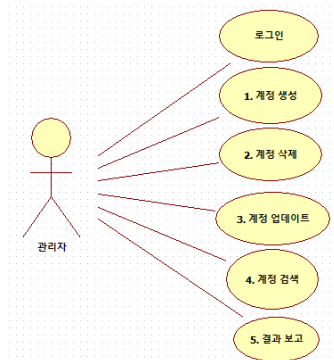 로그인
1. 계정 생성
2. 계정 삭제
3. 계정 업데이트
관리자
4. 계정 검색
5. 결과 보고